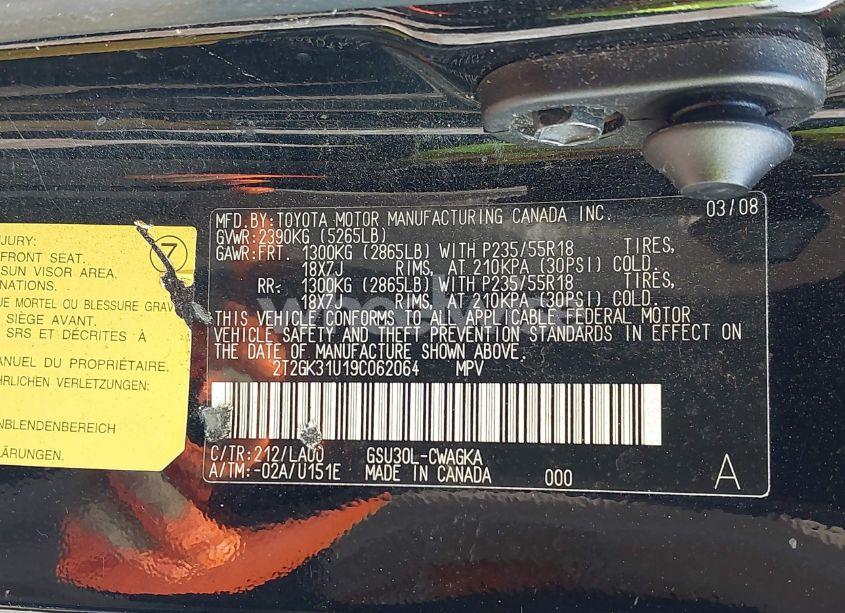 NJURY:
FRONT SEAT.
SUN VISOR AREA.
NATIONS.
UE MORTEL OU BLESSURE GRAV
SIÈGE AVANT.
SRS ET DÉCRITES À
ANUEL DU PROPRIÉTAIRE.
ÄHRLICHEN VERLETZUNGEN.
NNBLENDENBEREICH
LÄRUNGEN.
7
MFD.BY:TOYOTA MOTOR MANUFACTURING CANADA INC. 03/08
GVWR:2390KG (5265LB)
GAWR:FRT. 1300KG (2865LB) WITH P235/55R18 TIRES,
18X7J RIMS, AT 210KPA (30PSI) COLD.
RR. 1300KG (2865LB) WITH P235/55R18 TIRES,
18X7J RIMS, AT 210KPA (30PSI) COLD.
THIS VEHICLE CONFORMS TO ALL APPLICABLE FEDERAL MOTOR
VEHICLE SAFETY AND THEFT PREVENTION STANDARDS IN EFFECT ON
THE DATE OF MANUFACTURE SHOWN ABOVE.
2T2GK31U19C062064 MPV
C/TR:212/LA00 GSU30L-CWAGKA
A/TM:-02A/U151E MADE IN CANADA 000 A